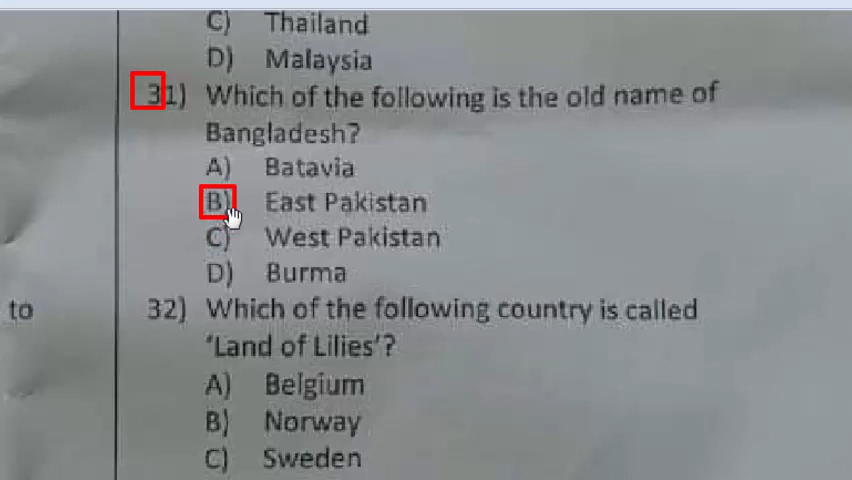 C) Thailand
D) Malaysia
31) Which of the following is the old name of
Bangladesh?
A) Batavia
B) East Pakistan
C) West Pakistan
D) Burma
to
32) Which of the following country is called
'Land of Lilies'?
A) Belgium
B) Norway
C) Sweden